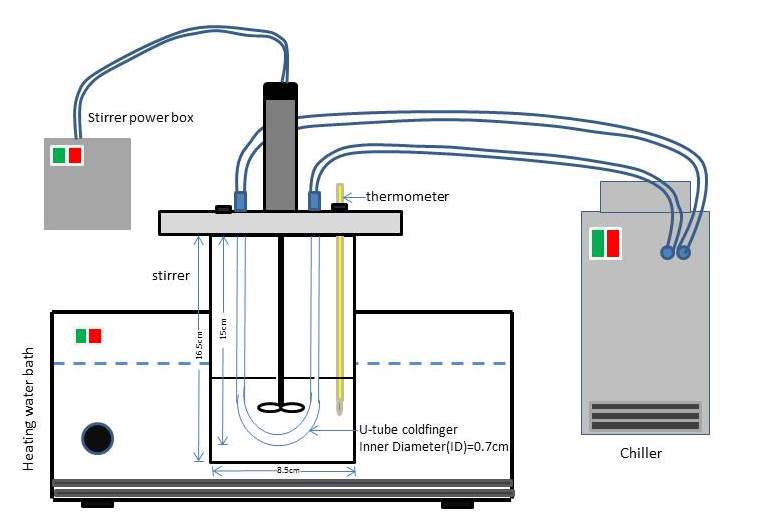 Stirrer power box
thermometer
stirrer
16.5cm
15cm
Heating water bath
U-tube coldfinger
Inner Diameter(ID)=0.7cm
8.5cm
Chiller